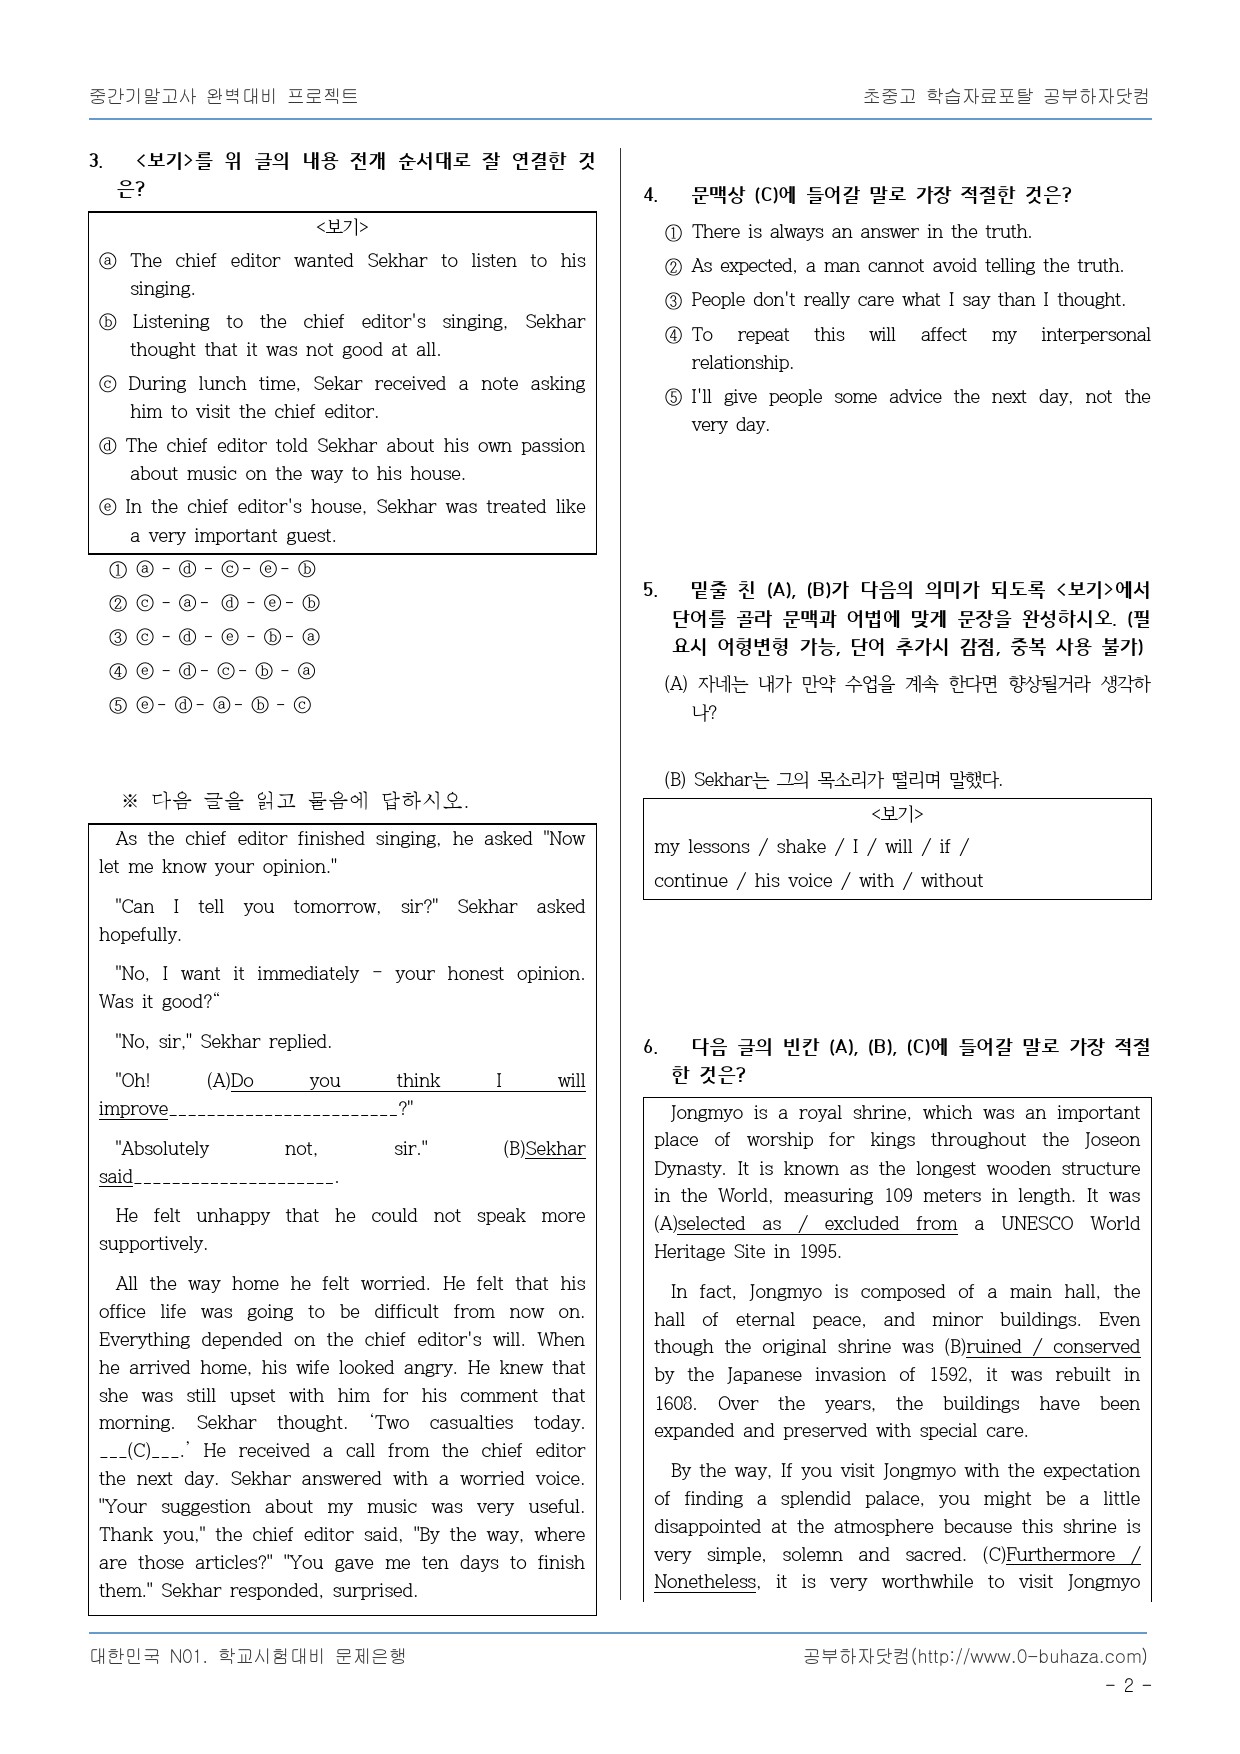 중간기말고사 완벽대비 프로젝트
초중고 학습자료포탈 공부하자닷컴
3. <보기>를 위 글의 내용 전개 순서대로 잘 연결한 것
은?
<보기>
ⓐ The chief editor wanted Sekhar to listen to his
singing.
ⓑ Listening to the chief editor's singing, Sekhar
thought that it was not good at all.
ⓒ During lunch time, Sekar received a note asking
him to visit the chief editor.
ⓓ The chief editor told Sekhar about his own passion
about music on the way to his house.
ⓔ In the chief editor's house, Sekhar was treated like
a very important guest.
① ⓐ - ⓓ - ⓒ- ⓔ- ⓑ
② ⓒ - ⓐ- ⓓ - ⓔ- ⓑ
③ ⓒ - ⓓ - ⓔ - ⓑ- ⓐ
④ ⓔ - ⓓ- ⓒ- ⓑ - ⓐ
⑤ ⓔ- ⓓ- ⓐ- ⓑ - ⓒ
※ 다음 글을 읽고 물음에 답하시오.
As the chief editor finished singing, he asked "Now
let me know your opinion."
"Can I tell you tomorrow, sir?" Sekhar asked
hopefully.
"No, I want it immediately - your honest opinion.
Was it good?“
"No, sir," Sekhar replied.
"Oh! (A)Do you think I will
improve________________________?"
"Absolutely not, sir." (B)Sekhar
said_____________________.
He felt unhappy that he could not speak more
supportively.
All the way home he felt worried. He felt that his
office life was going to be difficult from now on.
Everything depended on the chief editor's will. When
he arrived home, his wife looked angry. He knew that
she was still upset with him for his comment that
morning. Sekhar thought. ‘Two casualties today.
___(C)___.’ He received a call from the chief editor
the next day. Sekhar answered with a worried voice.
"Your suggestion about my music was very useful.
Thank you," the chief editor said, "By the way, where
are those articles?" "You gave me ten days to finish
them." Sekhar responded, surprised.
4. 문맥상 (C)에 들어갈 말로 가장 적절한 것은?
① There is always an answer in the truth.
② As expected, a man cannot avoid telling the truth.
③ People don't really care what I say than I thought.
④ To repeat this will affect my interpersonal
relationship.
⑤ I'll give people some advice the next day, not the
very day.
5. 밑줄 친 (A), (B)가 다음의 의미가 되도록 <보기>에서
단어를 골라 문맥과 어법에 맞게 문장을 완성하시오. (필
요시 어형변형 가능, 단어 추가시 감점, 중복 사용 불가)
(A) 자네는 내가 만약 수업을 계속 한다면 향상될거라 생각하
나?
(B) Sekhar는 그의 목소리가 떨리며 말했다.
<보기>
my lessons / shake / I / will / if /
continue / his voice / with / without
6. 다음 글의 빈칸 (A), (B), (C)에 들어갈 말로 가장 적절
한 것은?
Jongmyo is a royal shrine, which was an important
place of worship for kings throughout the Joseon
Dynasty. It is known as the longest wooden structure
in the World, measuring 109 meters in length. It was
(A)selected as / excluded from a UNESCO World
Heritage Site in 1995.
In fact, Jongmyo is composed of a main hall, the
hall of eternal peace, and minor buildings. Even
though the original shrine was (B)ruined / conserved
by the Japanese invasion of 1592, it was rebuilt in
1608. Over the years, the buildings have been
expanded and preserved with special care.
By the way, If you visit Jongmyo with the expectation
of finding a splendid palace, you might be a little
disappointed at the atmosphere because this shrine is
very simple, solemn and sacred. (C)Furthermore /
Nonetheless, it is very worthwhile to visit Jongmyo
대한민국 N01. 학교시험대비 문제은행
공부하자닷컴(http://www.0-buhaza.com)
- 2 -